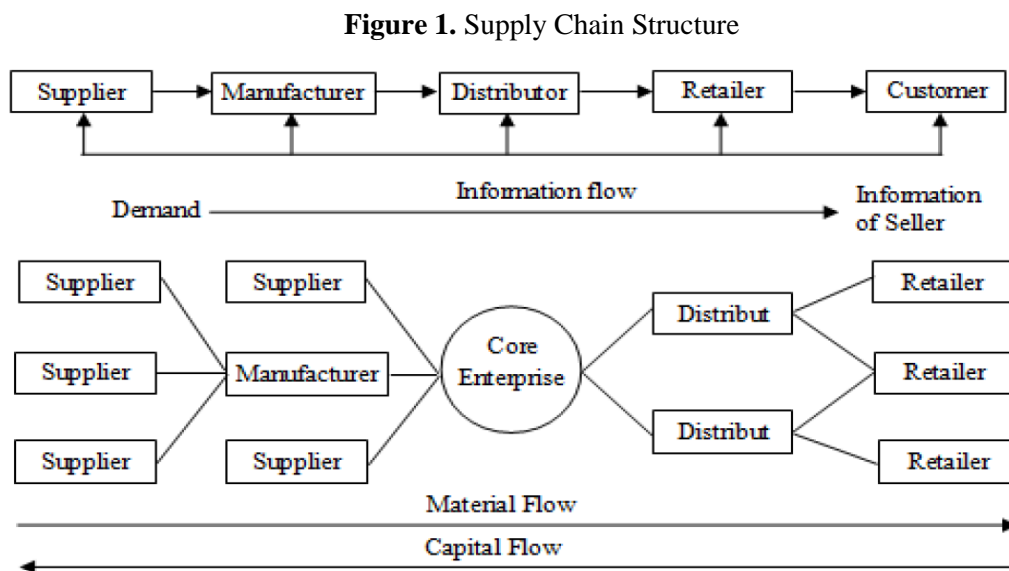 Figure 1. Supply Chain Structure
Supplier
Manufacturer
Distributor
Retailer
Customer
Information flow
Demand
Information
of Seller
Supplier
Supplier
Retailer
Distribut
Core
Enterprise
Supplier
Manufacturer
Retailer
Distribut
Supplier
Supplier
Retailer
Material Flow
Capital Flow